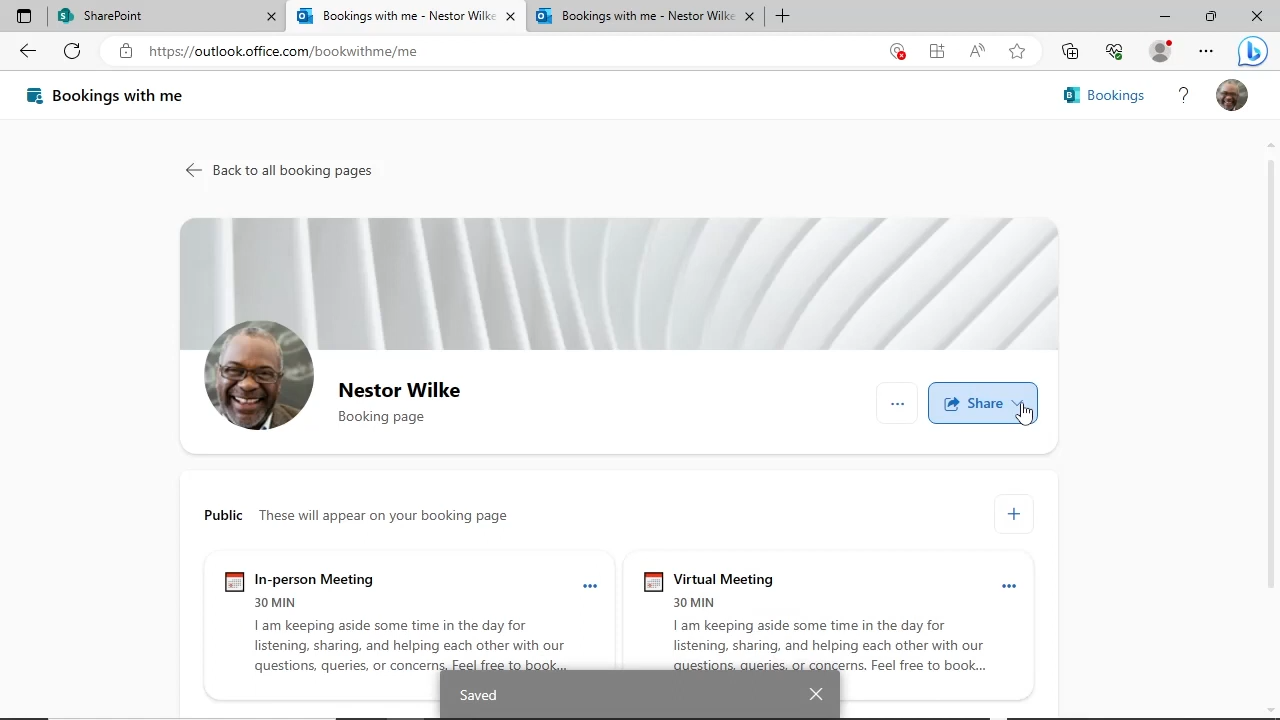 SharePoint
Bookings with me - Nestor Wilke
Bookings with me - Nestor Wilke
https://outlook.office.com/bookwithme/me
Bookings with me
Bookings
?
Back to all booking pages
Nestor Wilke
Booking page
Share
Public These will appear on your booking page
In-person Meeting
30 MIN
I am keeping aside some time in the day for
listening, sharing, and helping each other with our
questions, queries, or concerns. Feel free to book...
Virtual Meeting
30 MIN
I am keeping aside some time in the day for
listening, sharing, and helping each other with our
questions, queries, or concerns. Feel free to book...
Saved